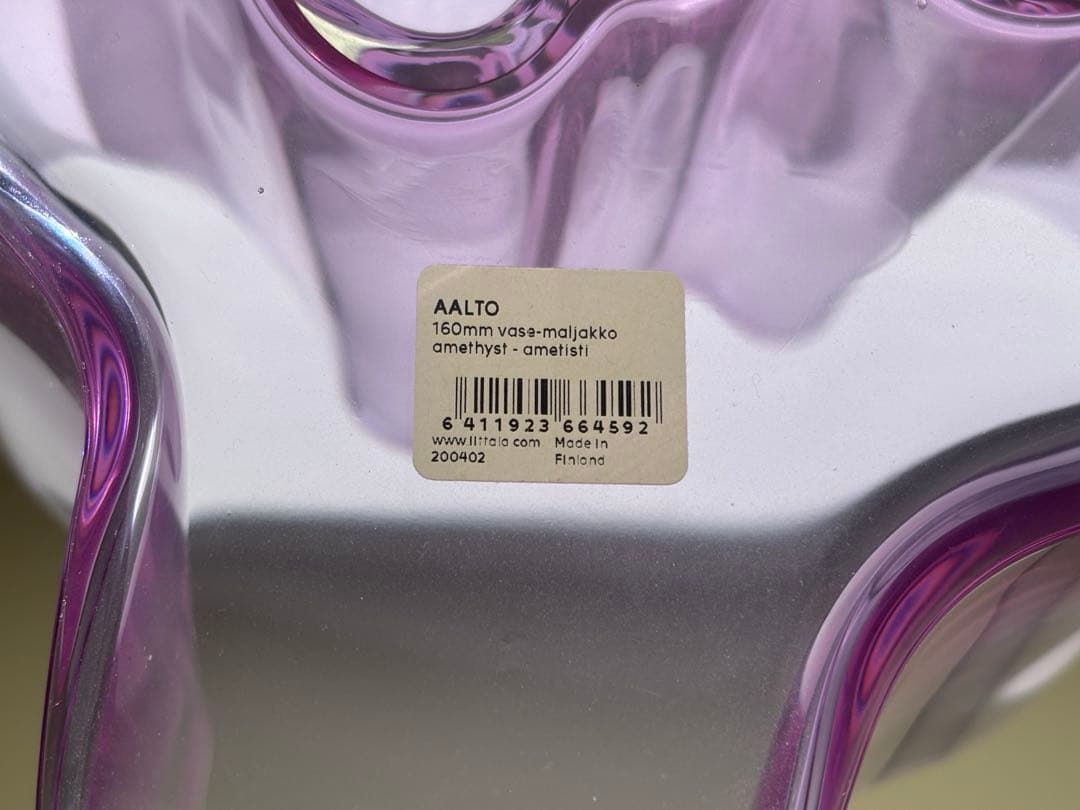 AALTO
160mm vase-maljakko
amethyst - ametisti
6 411923 664592
www.iittala.com Made in
200402 Finland